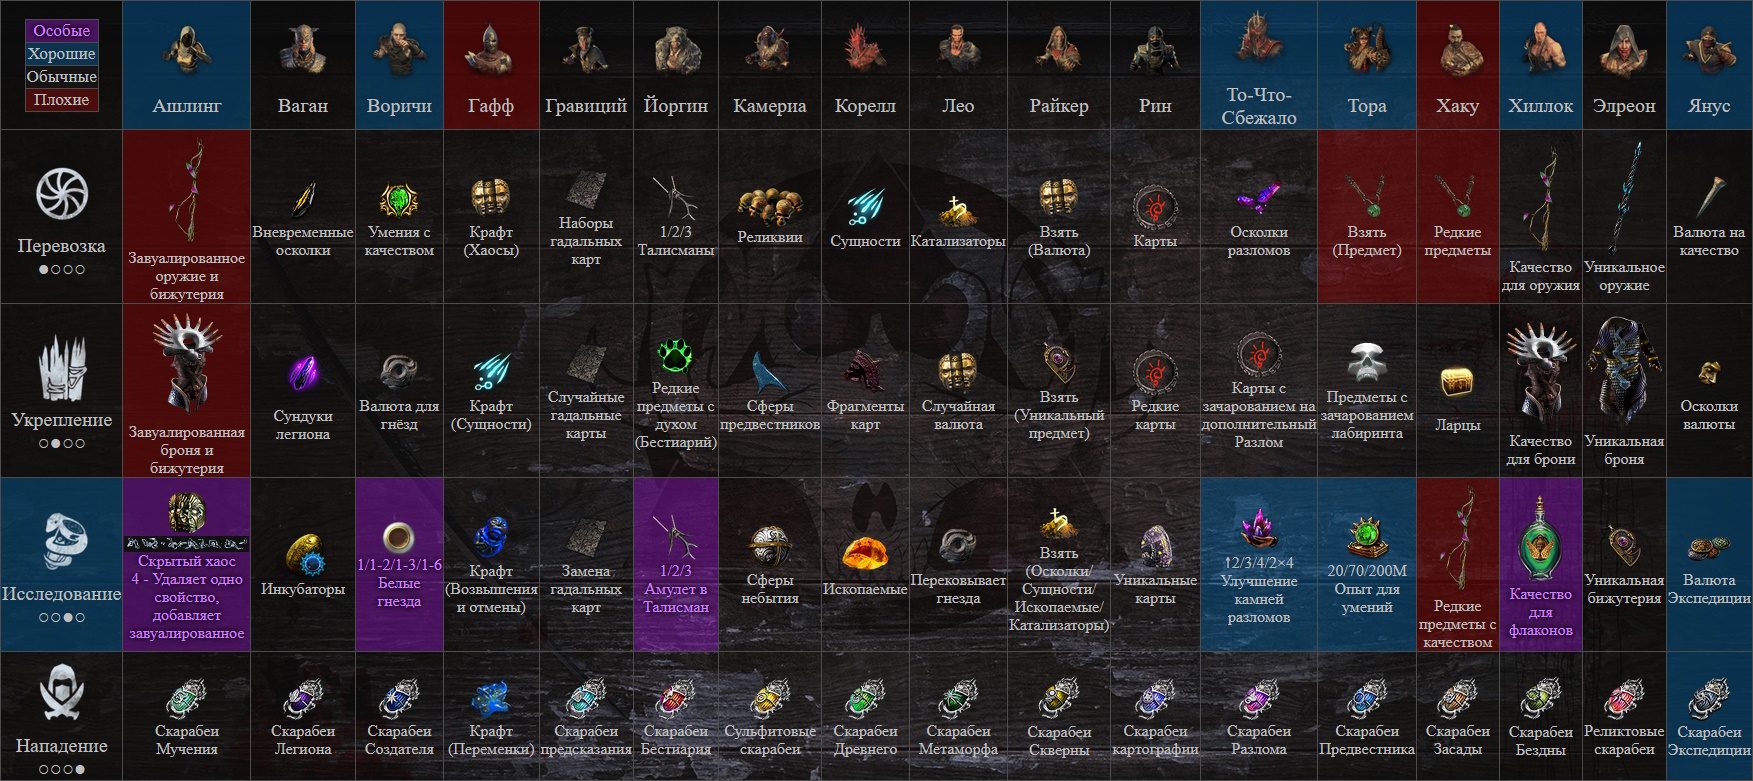 Особые
Хорошие
Обычные
Плохие
Ашлинг
Ваган
Воричи
Гафф
Гравиций
Йоргин
Камериа
Корелл
Лео
Райкер
Рин
То-Что-
Сбежало
Тора
Хаку
Хиллок
Элреон
Янус
Перевозка
Завуалированное
оружие и
бижутерия
Вневременные
осколки
Умения с
качеством
Крафт
(Хаосы)
Наборы
гадальных
карт
1/2/3
Талисманы
Реликвии
Сущности
Катализаторы
Взять
(Валюта)
Карты
Осколки
разломов
Взять
(Предмет)
Редкие
предметы
Качество
для оружия
Уникальное
оружие
Валюта на
качество
Укрепление
Завуалированная
броня и
бижутерия
Сундуки
легиона
Валюта для
гнёзд
Крафт
(Сущности)
Случайные
гадальные
карты
Редкие
предметы с
духом
(Бестиарий)
Сферы
предвестников
Фрагменты
карт
Случайная
валюта
Взять
(Уникальный
предмет)
Редкие
карты
Карты с
зачарованием на
дополнительный
Разлом
Предметы с
зачарованием
лабиринта
Ларцы
Качество
для брони
Уникальная
броня
Осколки
валюты
Исследование
Скрытый хаос
4 - Удаляет одно
свойство,
добавляет
завуалированное
Инкубаторы
1/1-2/1-3/1-6
Белые
гнезда
Крафт
(Возвышения
и отмены)
Замена
гадальных
карт
1/2/3
Амулет в
Талисман
Сферы
небытия
Ископаемые
Перековывает
гнезда
Взять
(Осколки/
Сущности/
Ископаемые/
Катализаторы)
Уникальные
карты
↑2/3/4/2×4
Улучшение
камней
разломов
20/70/200М
Опыт для
умений
Редкие
предметы с
качеством
Качество
для
флаконов
Уникальная
бижутерия
Валюта
Экспедиции
Нападение
Скарабеи
Мучения
Скарабеи
Легиона
Скарабеи
Создателя
Крафт
(Переменки)
Скарабеи
предсказания
Скарабеи
Бестиария
Сульфитовые
скарабеи
Скарабеи
Древнего
Скарабеи
Метаморфа
Скарабеи
Скверны
Скарабеи
картографии
Скарабеи
Разлома
Скарабеи
Предвестника
Скарабеи
Засады
Скарабеи
Бездны
Реликтовые
скарабеи
Скарабеи
Экспедиции